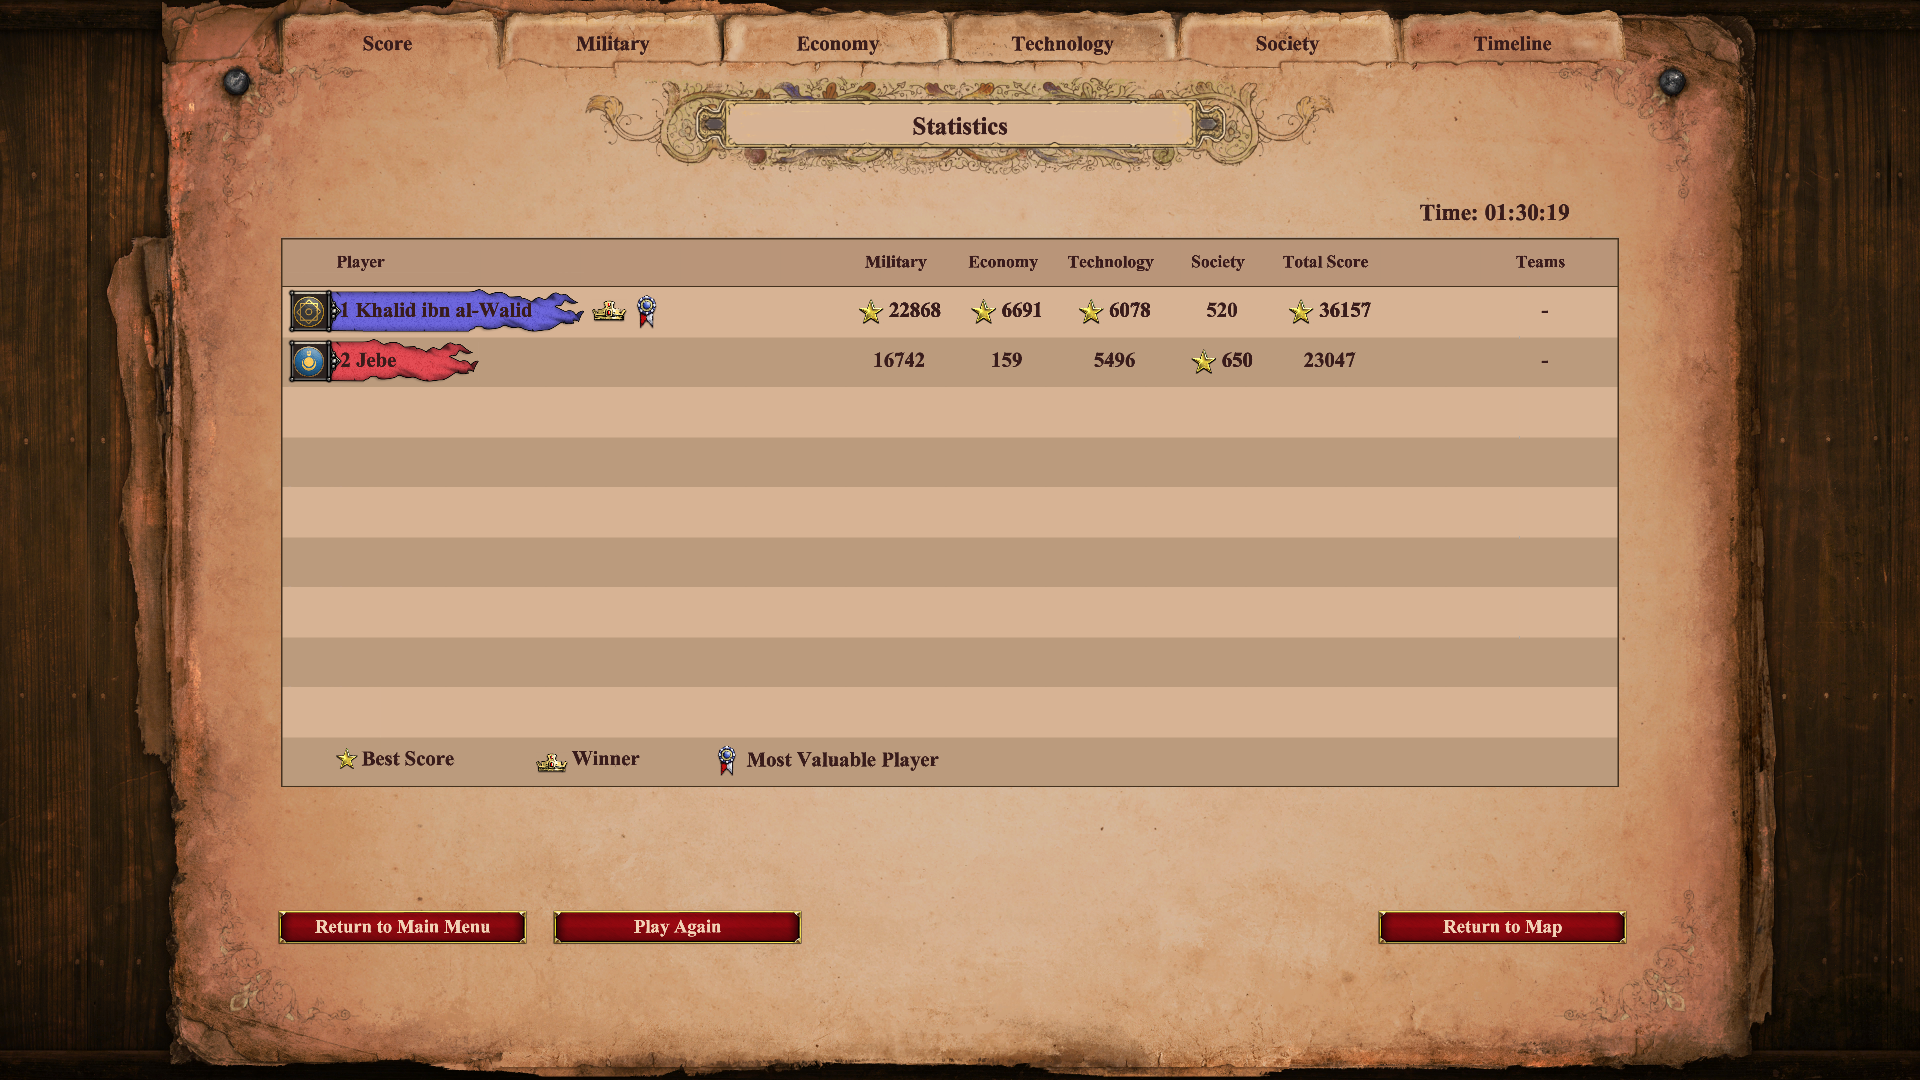 Score Military Economy Technology Society Timeline
Statistics
Time: 01:30:19
Player Military Economy Technology Society Total Score Teams
1 Khalid ibn al-Walid 22868 6691 6078 520 36157 -
2 Jebe 16742 159 5496 650 23047 -
Best Score Winner Most Valuable Player
Return to Main Menu Play Again Return to Map